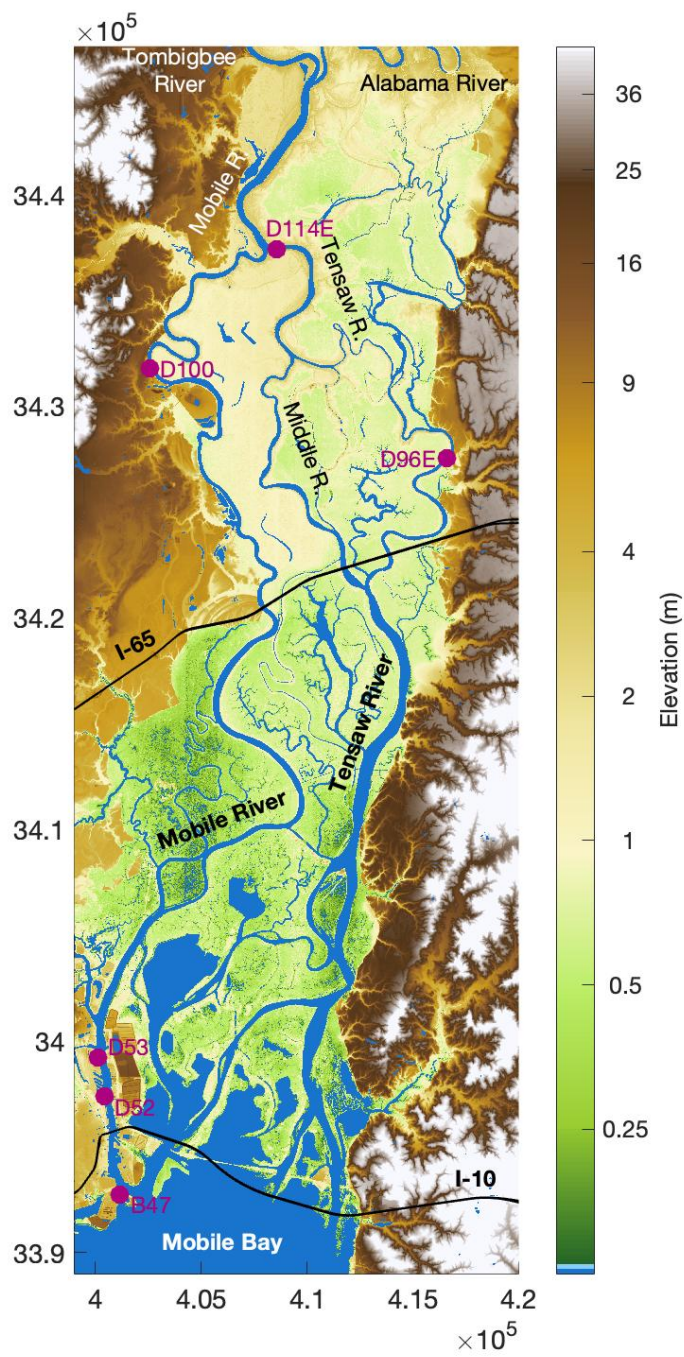 ×10⁵
Tombigbee
River
Alabama River
36
25
34.4
Mobile R.
D114E
16
Tensaw R.
D100
9
34.3
Middle R.
D96E
4
34.2
I-65
Elevation (m)
2
Tensaw River
Mobile River
34.1
1
0.5
34
D53
D52
0.25
I-10
B47
Mobile Bay
33.9
4
4.05
4.1
4.15
4.2
×10⁵